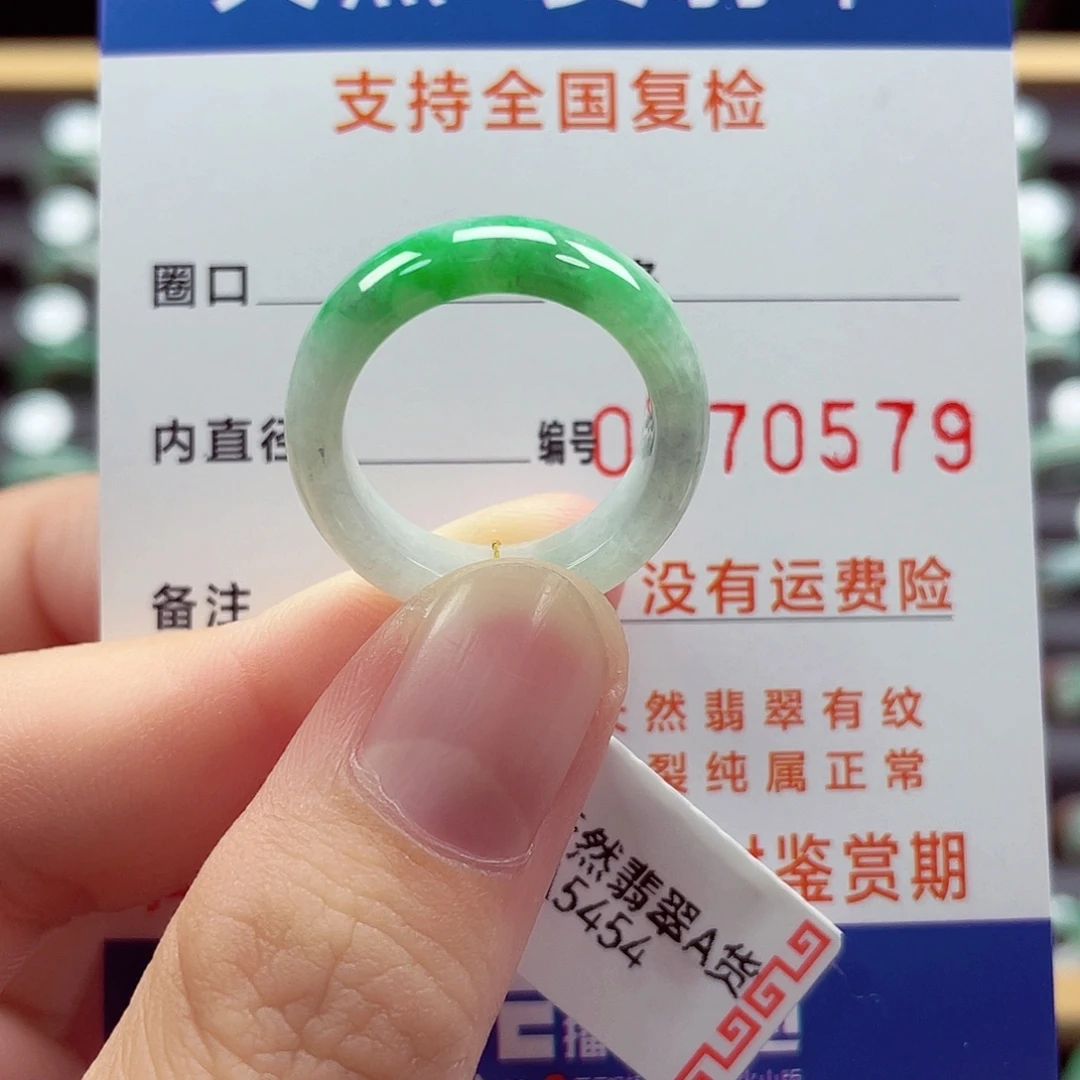 支持全国复检
圈口
内直径
编号 0 70579
备注
没有运费险
然翡翠有纹
裂纯属正常
鉴赏期
然翡翠A货
15454
播